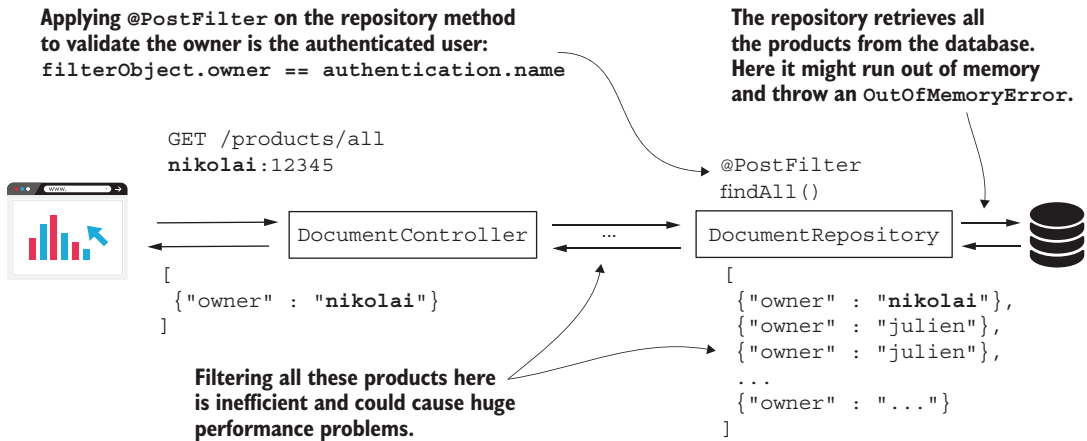 Applying @PostFilter on the repository method
to validate the owner is the authenticated user:
filterObject.owner == authentication.name
The repository retrieves all
the products from the database.
Here it might run out of memory
and throw an OutOfMemoryError.
GET /products/all
nikolai:12345
@PostFilter
findAll()
www.
DocumentController
...
DocumentRepository
[
{"owner" : "nikolai"}
]
[
{"owner" : "nikolai"},
{"owner" : "julien"},
{"owner" : "julien"},
...
{"owner" : "..."}
]
Filtering all these products here
is inefficient and could cause huge
performance problems.